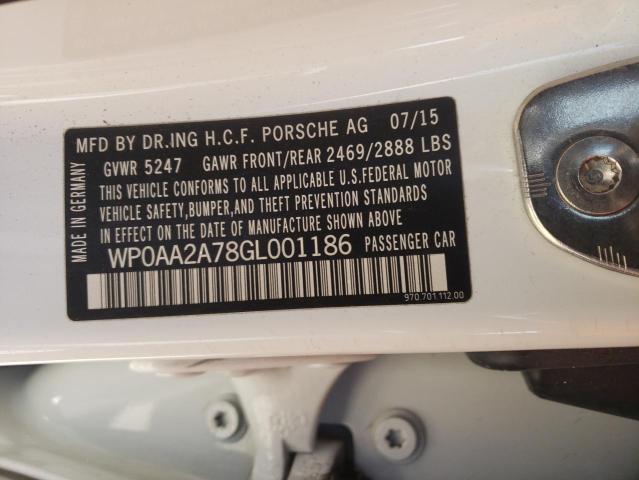 MFD BY DR.ING H.C.F. PORSCHE AG 07/15
GVWR 5247 GAWR FRONT/REAR 2469/2888 LBS
THIS VEHICLE CONFORMS TO ALL APPLICABLE U.S.FEDERAL MOTOR
VEHICLE SAFETY,BUMPER,AND THEFT PREVENTION STANDARDS
IN EFFECT ON THE DATE OF MANUFACTURE SHOWN ABOVE
WP0AA2A78GL001186 PASSENGER CAR
970.701.112.00
MADE IN GERMANY